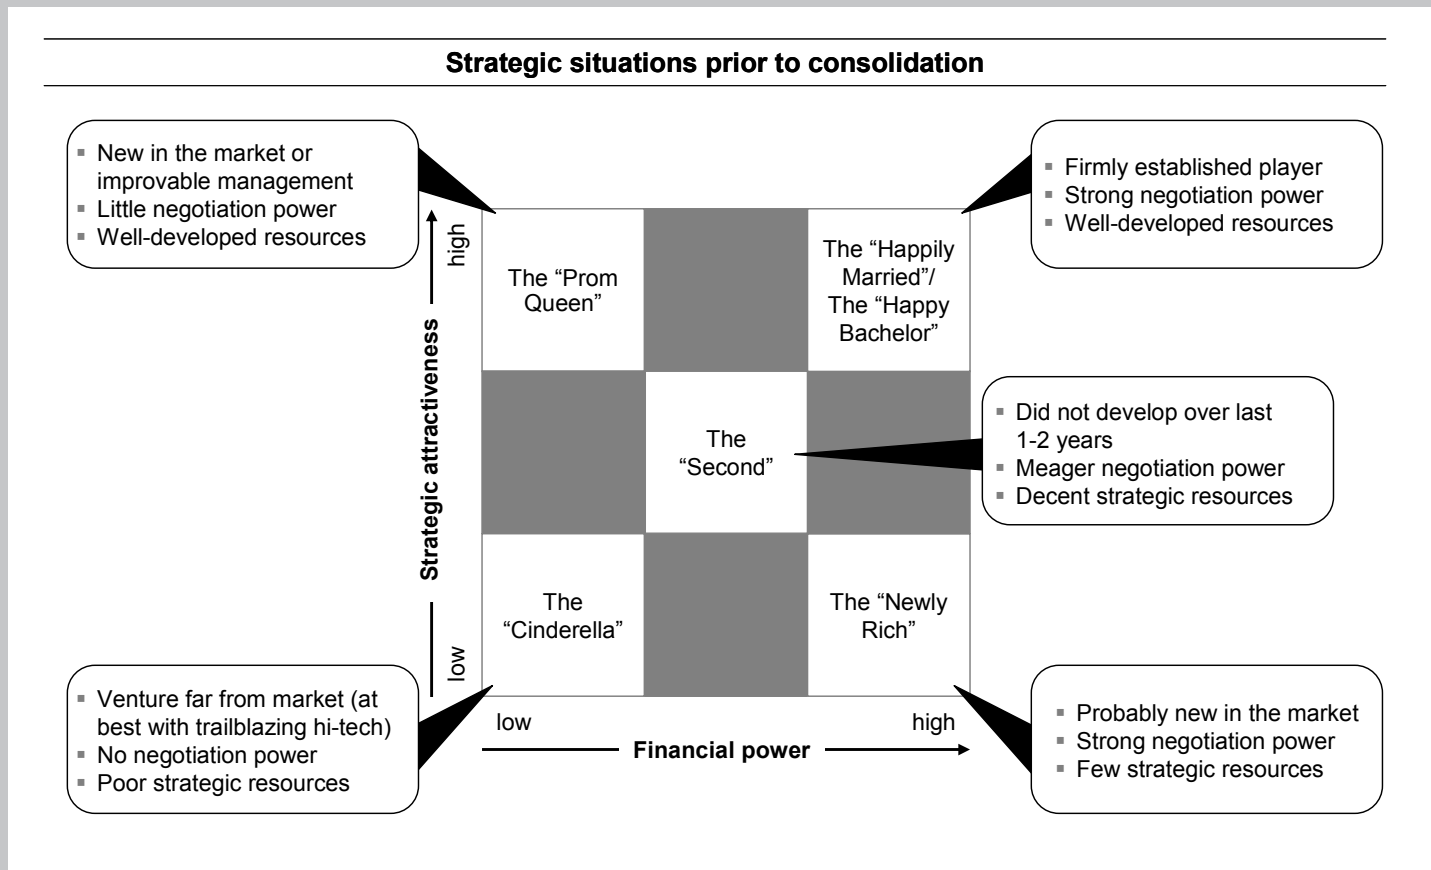 Strategic situations prior to consolidation
▪ New in the market or
improvable management
▪ Little negotiation power
▪ Well-developed resources
▪ Firmly established player
▪ Strong negotiation power
▪ Well-developed resources
Strategic attractiveness
high
low
The “Prom
Queen”
The “Happily
Married”/
The “Happy
Bachelor”
The
“Second”
▪ Did not develop over last
1-2 years
▪ Meager negotiation power
▪ Decent strategic resources
The
“Cinderella”
The “Newly
Rich”
▪ Venture far from market (at
best with trailblazing hi-tech)
▪ No negotiation power
▪ Poor strategic resources
low
high
Financial power
▪ Probably new in the market
▪ Strong negotiation power
▪ Few strategic resources